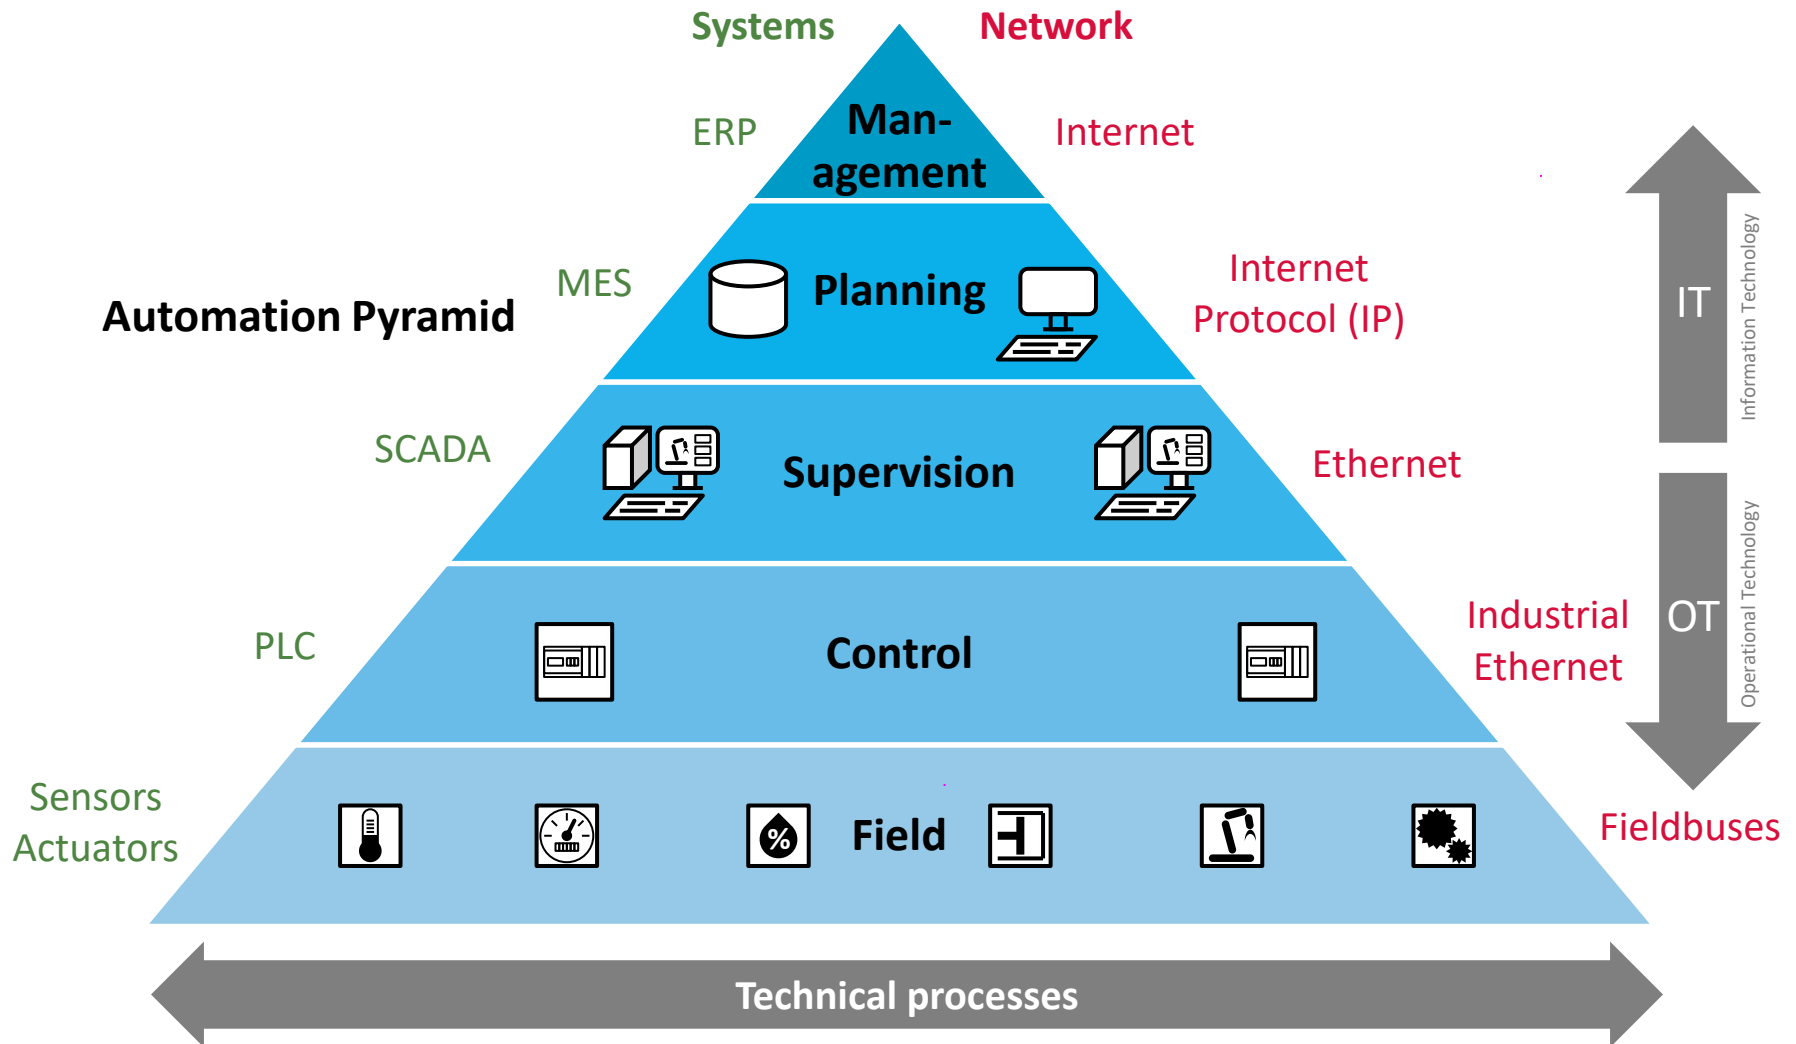 Systems
Network
ERP
Man-
agement
Internet
Automation Pyramid
MES
Planning
Internet
Protocol (IP)
IT
Information Technology
SCADA
Supervision
Ethernet
PLC
Control
Industrial
Ethernet
OT
Operational Technology
Sensors
Actuators
%
Field
Fieldbuses
Technical processes